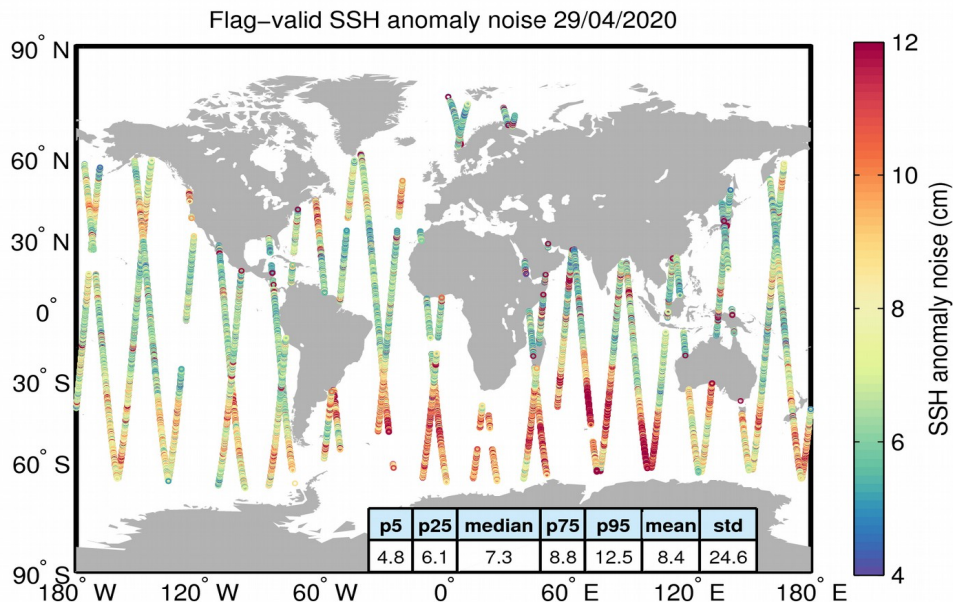 Flag−valid SSH anomaly noise 29/04/2020
90° N
60° N
30° N
0°
30° S
60° S
90° S
180° W
120° W
60° W
0°
60° E
120° E
180° E
p5 p25 median p75 p95 mean std
4.8 6.1 7.3 8.8 12.5 8.4 24.6
12
10
8
6
4
SSH anomaly noise (cm)